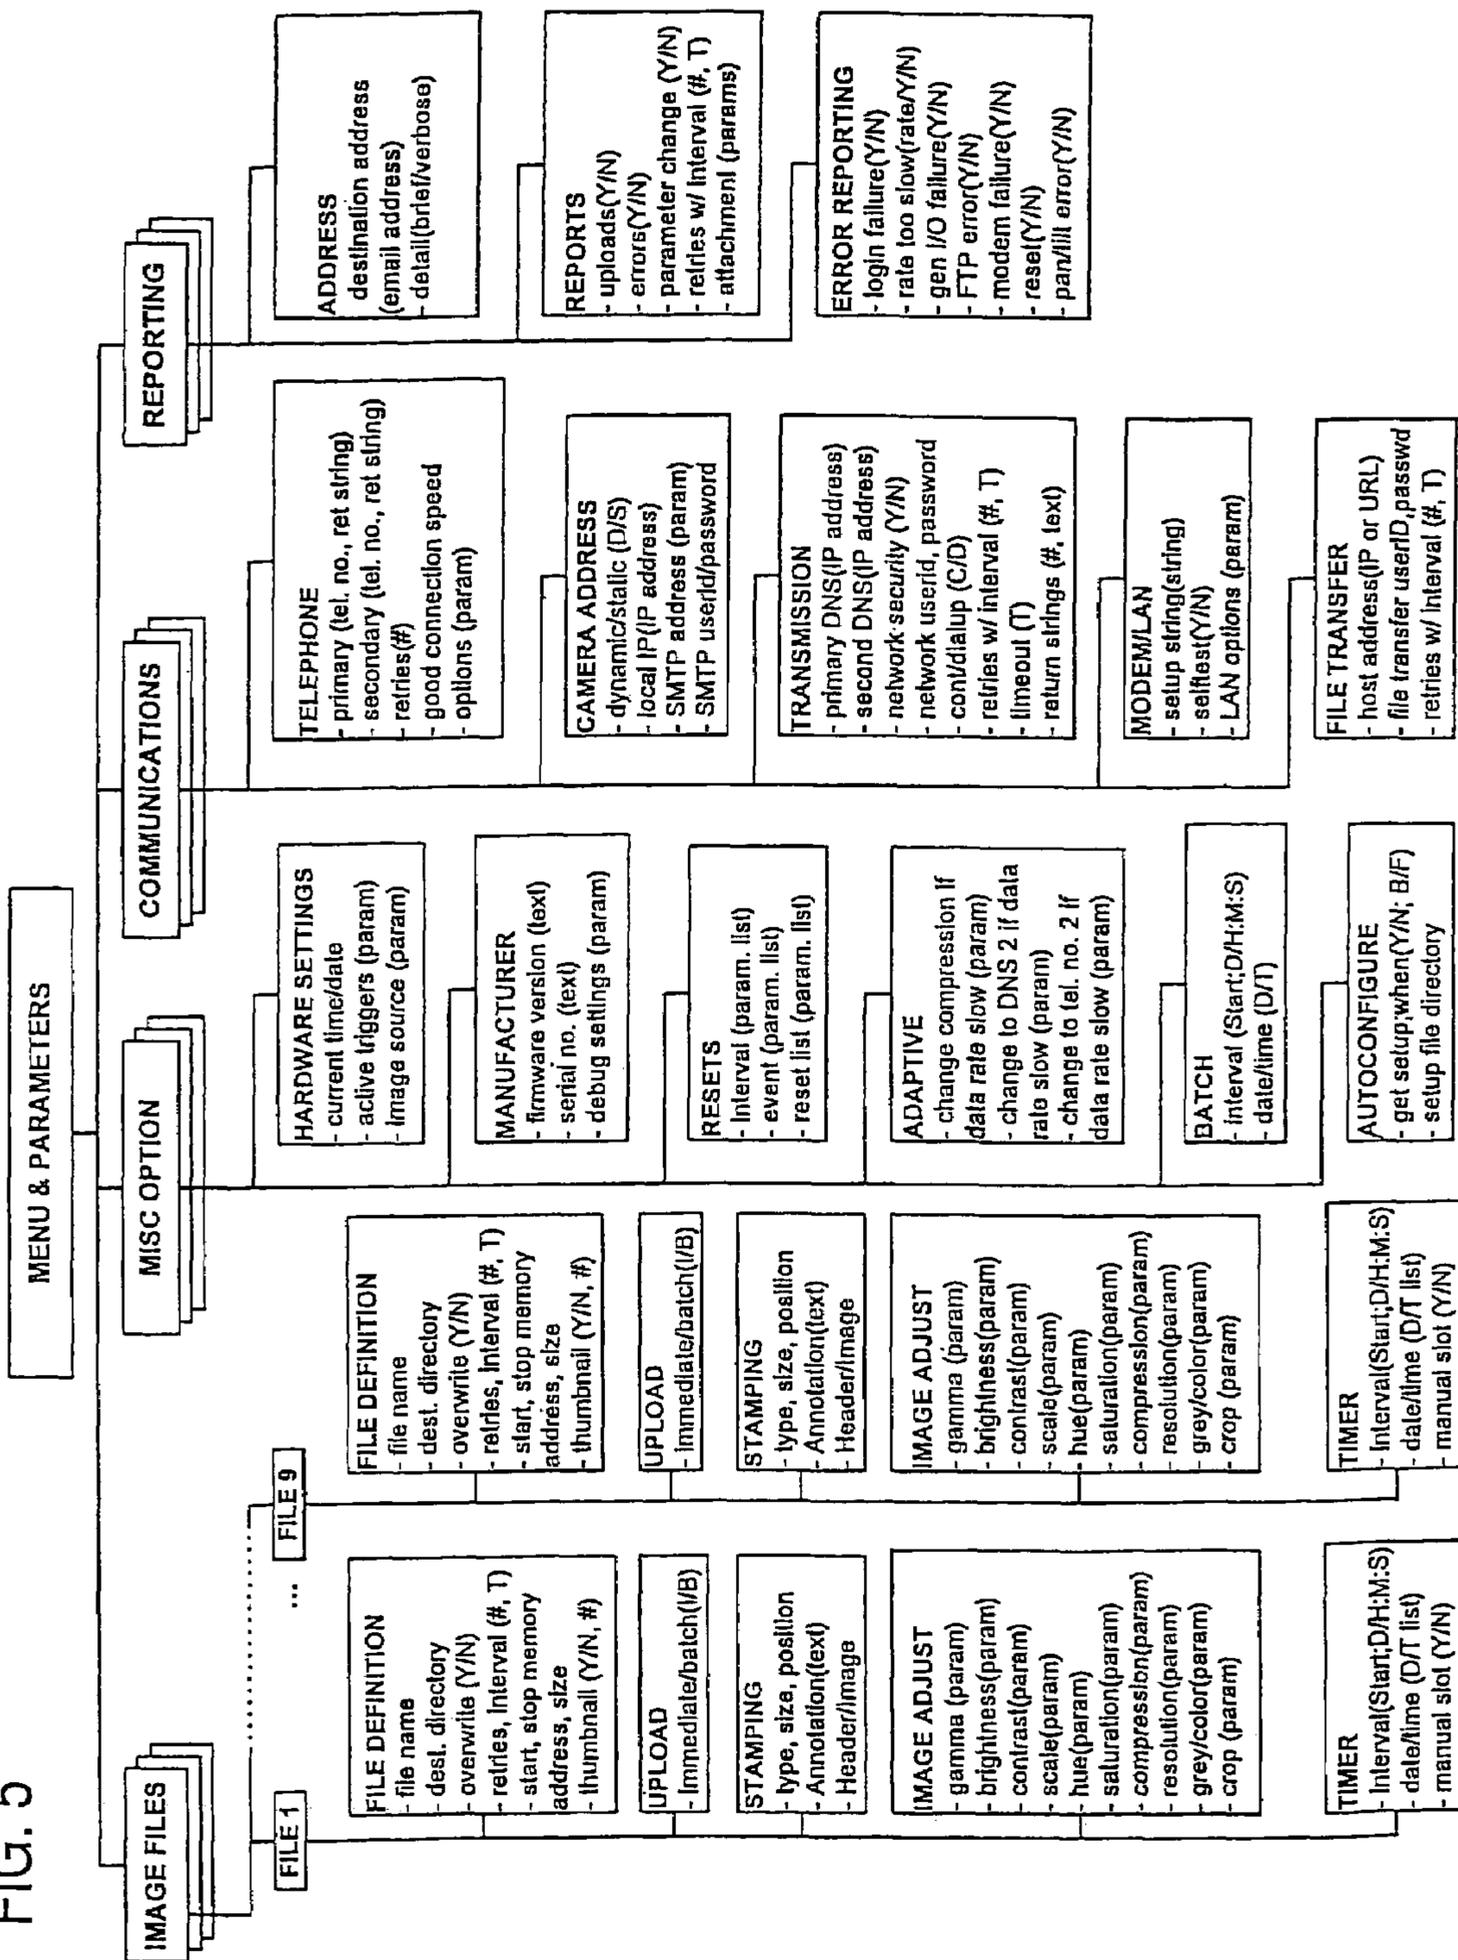 FIG. 5
MENU & PARAMETERS
IMAGE FILES
MISC OPTION
COMMUNICATIONS
REPORTING
FILE 1
...
FILE 9
FILE DEFINITION
- file name
- dest. directory
- overwrite (Y/N)
- retries, Interval (#, T)
- start, stop memory
address, size
- thumbnail (Y/N, #)
UPLOAD
- Immediate/batch(I/B)
STAMPING
- type, size, position
- Annotation(text)
- Header/Image
IMAGE ADJUST
- gamma (param)
- brightness(param)
- contrast(param)
- scale(param)
- hue(param)
- saturation(param)
- compression(param)
- resolution(param)
- grey/color(param)
- crop (param)
TIMER
- Interval(Start;D/H:M:S)
- date/time (D/T list)
- manual slot (Y/N)
FILE DEFINITION
- file name
- dest. directory
- overwrite (Y/N)
- retries, Interval (#, T)
- start, stop memory
address, size
- thumbnail (Y/N, #)
UPLOAD
- Immediate/batch(I/B)
STAMPING
- type, size, position
- Annotation(text)
- Header/Image
IMAGE ADJUST
- gamma (param)
- brightness(param)
- contrast(param)
- scale(param)
- hue(param)
- saturation(param)
- compression(param)
- resolution(param)
- grey/color(param)
- crop (param)
TIMER
- Interval(Start;D/H:M:S)
- date/time (D/T list)
- manual slot (Y/N)
HARDWARE SETTINGS
- current time/date
- active triggers (param)
- Image source (param)
MANUFACTURER
- firmware version (text)
- serial no. (text)
- debug settings (param)
RESETS
- Interval (param. list)
- event (param. list)
- reset list (param. list)
ADAPTIVE
- change compression if
data rate slow (param)
- change to DNS 2 if data
rate slow (param)
- change to tel. no. 2 if
data rate slow (param)
BATCH
- interval (Start:D/H:M:S)
- date/time (D/T)
AUTOCONFIGURE
- get setup;when(Y/N; B/F)
- setup file directory
TELEPHONE
- primary (tel. no., ret string)
- secondary (tel. no., ret string)
- retries(#)
- good connection speed
- options (param)
CAMERA ADDRESS
- dynamic/static (D/S)
- local IP(IP address)
- SMTP address (param)
- SMTP userId/password
TRANSMISSION
- primary DNS(IP address)
- second DNS(IP address)
- network security (Y/N)
- network userid, password
- cont/dialup (C/D)
- retries w/ interval (#, T)
- timeout (T)
- return strings (#, text)
MODEM/LAN
- setup string(string)
- selftest(Y/N)
- LAN options (param)
FILE TRANSFER
- host address(IP or URL)
- file transfer userID,passwd
- retries w/ Interval (#, T)
ADDRESS
destination address
(email address)
- detail(brief/verbose)
REPORTS
- uploads(Y/N)
- errors(Y/N)
- parameter change (Y/N)
- retries w/ Interval (#, T)
- attachment (params)
ERROR REPORTING
- login failure(Y/N)
- rate too slow(rate/Y/N)
- gen I/O failure(Y/N)
- FTP error(Y/N)
- modem failure(Y/N)
- reset(Y/N)
- pan/tilt error(Y/N)